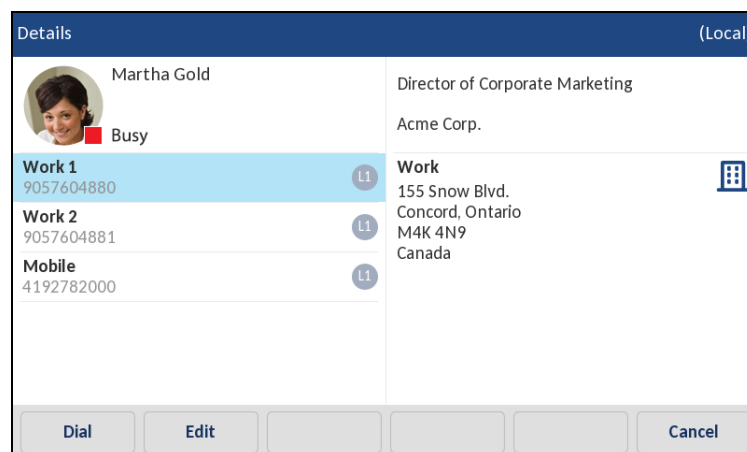 Details
(Local)
Martha Gold
Busy
Work 1
9057604880
L1
Work 2
9057604881
L1
Mobile
4192782000
L1
Director of Corporate Marketing
Acme Corp.
Work
155 Snow Blvd.
Concord, Ontario
M4K 4N9
Canada
Dial
Edit
Cancel